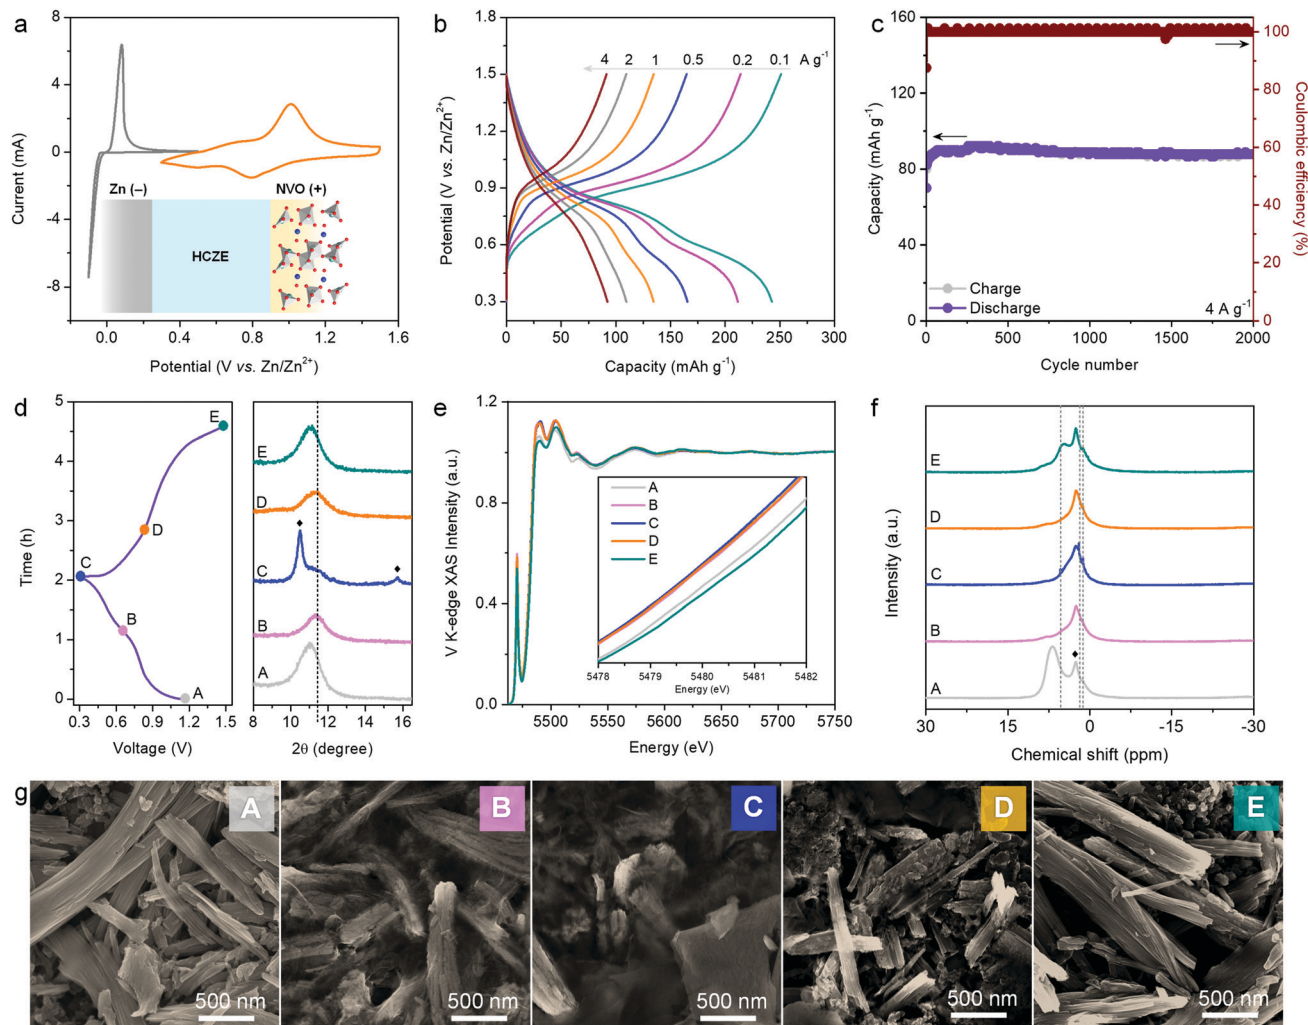 a
8
4
0
-4
-8
Current (mA)
Zn (–)
NVO (+)
HCZE
0.0
0.4
0.8
1.2
1.6
Potential (V vs. Zn/Zn2+)
b
1.8
1.5
1.2
0.9
0.6
0.3
Potential (V vs. Zn/Zn2+)
4 2 1 0.5 0.2 0.1 A g-1
0 50 100 150 200 250 300
Capacity (mAh g-1)
c
160
120
80
40
0
Capacity (mAh g-1)
100
80
60
40
20
0
Coulombic efficiency (%)
Charge
Discharge
4 A g-1
0 500 1000 1500 2000
Cycle number
d
5
4
3
2
1
0
Time (h)
E
D
C
B
A
0.3 0.6 0.9 1.2 1.5
Voltage (V)
E
D
C
B
A
8 10 12 14 16
2θ (degree)
e
1.2
0.8
0.4
0.0
V K-edge XAS Intensity (a.u.)
A
B
C
D
E
5478 5479 5480 5481 5482
Energy (eV)
5500 5550 5600 5650 5700 5750
Energy (eV)
f
Intensity (a.u.)
E
D
C
B
A
30 15 0 -15 -30
Chemical shift (ppm)
g
A
B
C
D
E
500 nm
500 nm
500 nm
500 nm
500 nm